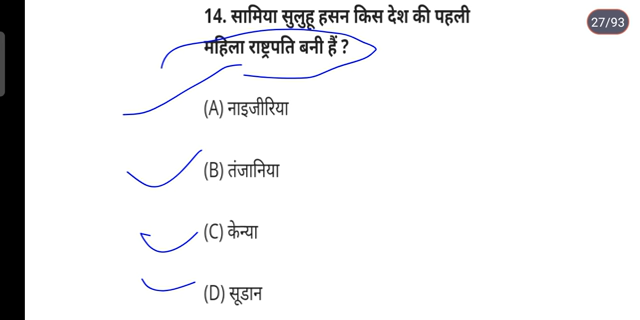 14. सामिया सुलुहू हसन किस देश की पहली
27/93
महिला राष्ट्रपति बनी हैं ?
(A) नाइजीरिया
(B) तंजानिया
(C) केन्या
(D) सूडान